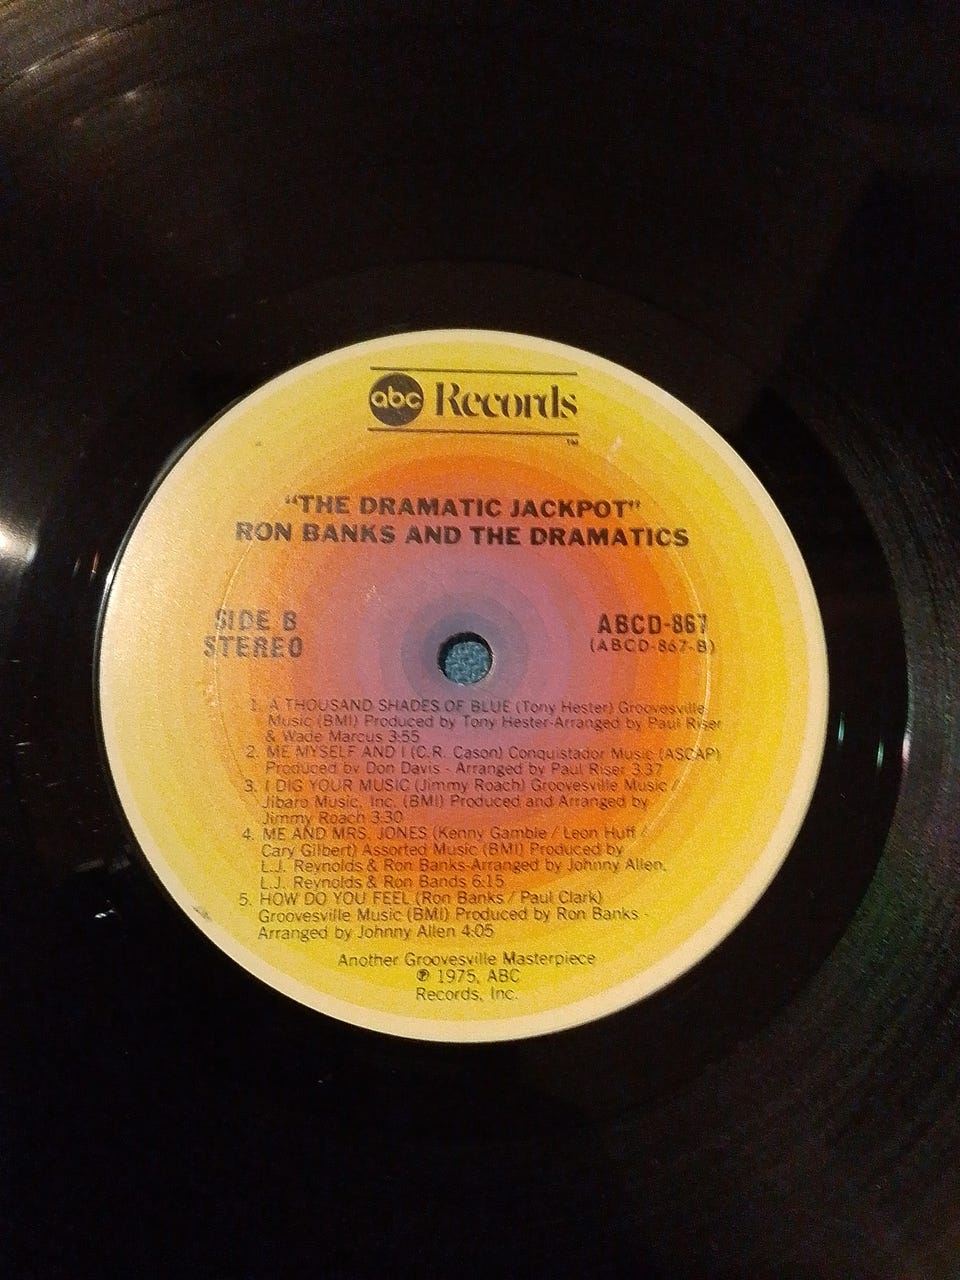 abc Records
™
"THE DRAMATIC JACKPOT"
RON BANKS AND THE DRAMATICS
SIDE B
STEREO
ABCD-867
(ABCD-867-B)
1. A THOUSAND SHADES OF BLUE (Tony Hester) Groovesville
Music (BMI) Produced by Tony Hester-Arranged by Paul Riser
& Wade Marcus 3:55
2. ME MYSELF AND I (C.R. Cason) Conquistador Music (ASCAP)
Produced by Don Davis - Arranged by Paul Riser 3:37
3. I DIG YOUR MUSIC (Jimmy Roach) Groovesville Music /
Jibaro Music, Inc. (BMI) Produced and Arranged by
Jimmy Roach 3:30
4. ME AND MRS. JONES (Kenny Gamble / Leon Huff /
Cary Gilbert) Assorted Music (BMI) Produced by
L.J. Reynolds & Ron Banks-Arranged by Johnny Allen,
L.J. Reynolds & Ron Bands 6:15
5. HOW DO YOU FEEL (Ron Banks / Paul Clark)
Groovesville Music (BMI) Produced by Ron Banks -
Arranged by Johnny Allen 4:05
Another Groovesville Masterpiece
℗ 1975, ABC
Records, Inc.